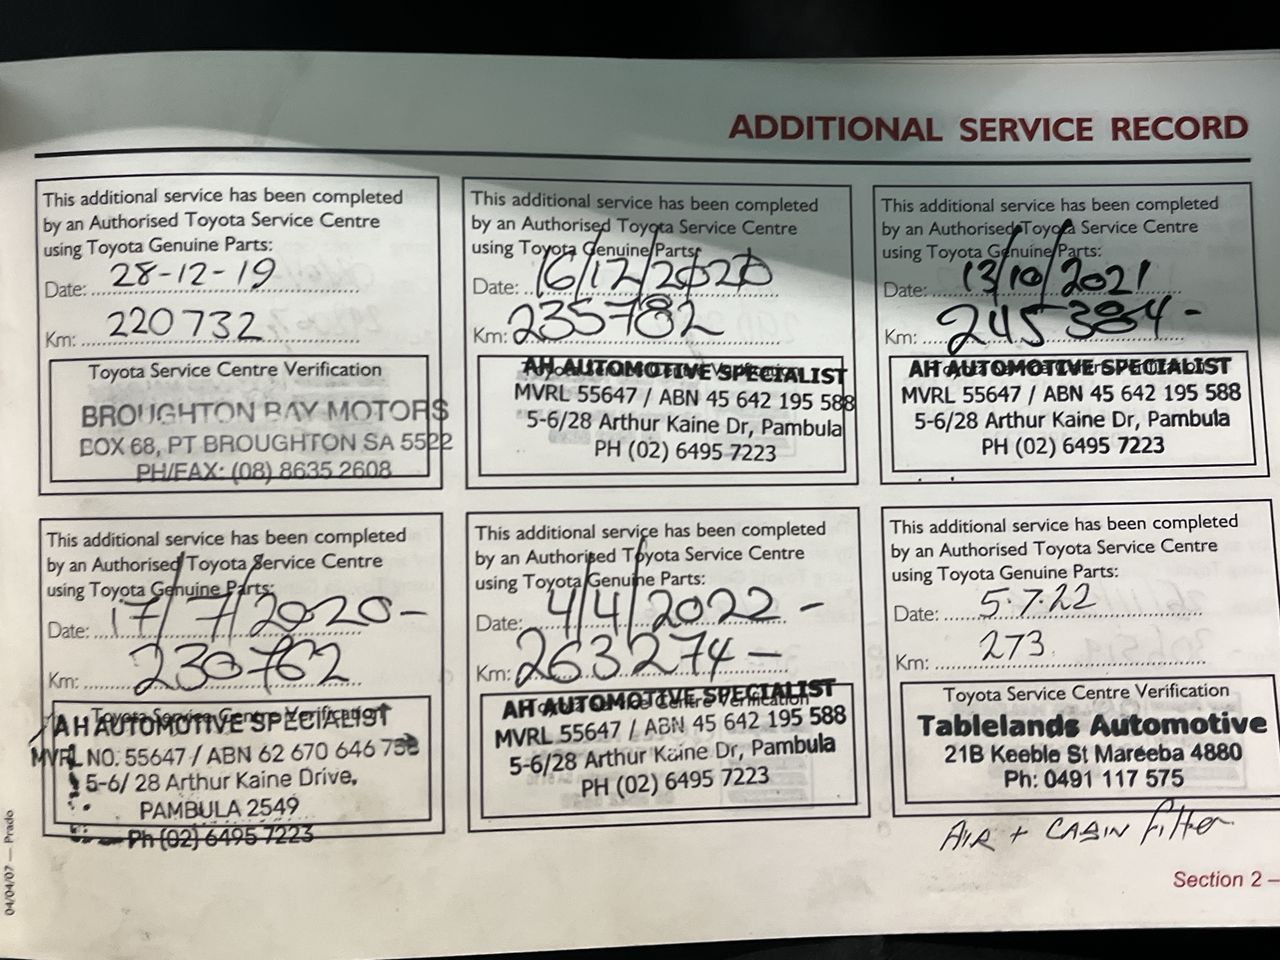 ADDITIONAL SERVICE RECORD
This additional service has been completed
by an Authorised Toyota Service Centre
using Toyota Genuine Parts:
Date: 28-12-19
Km: 220732
Toyota Service Centre Verification
BROUGHTON BAY MOTORS
BOX 68, PT BROUGHTON SA 5522
PH/FAX: (08) 8635 2608
This additional service has been completed
by an Authorised Toyota Service Centre
using Toyota Genuine Parts:
Date: 16/12/2020
Km: 235782
AH AUTOMOTIVE SPECIALIST
MVRL 55647 / ABN 45 642 195 588
5-6/28 Arthur Kaine Dr, Pambula
PH (02) 6495 7223
This additional service has been completed
by an Authorised Toyota Service Centre
using Toyota Genuine Parts:
Date: 13/10/2021
Km: 245384-
AH AUTOMOTIVE SPECIALIST
MVRL 55647 / ABN 45 642 195 588
5-6/28 Arthur Kaine Dr, Pambula
PH (02) 6495 7223
This additional service has been completed
by an Authorised Toyota Service Centre
using Toyota Genuine Parts:
Date: 17/7/2020-
Km: 230762
Toyota Service Centre Verification
AH AUTOMOTIVE SPECIALIST
MVRL NO: 55647 / ABN 62 670 646
5-6/ 28 Arthur Kaine Drive,
PAMBULA 2549
Ph (02) 6495 7223
This additional service has been completed
by an Authorised Toyota Service Centre
using Toyota Genuine Parts:
Date: 4/4/2022-
Km: 263274-
Toyota Service Centre Verification
AH AUTOMOTIVE SPECIALIST
MVRL 55647 / ABN 45 642 195 588
5-6/28 Arthur Kaine Dr, Pambula
PH (02) 6495 7223
This additional service has been completed
by an Authorised Toyota Service Centre
using Toyota Genuine Parts:
Date: 5.7.22
Km: 273
Toyota Service Centre Verification
Tablelands Automotive
21B Keeble St Mareeba 4880
Ph: 0491 117 575
AIR + CABIN filter
04/04/07 — Prado
Section 2 –